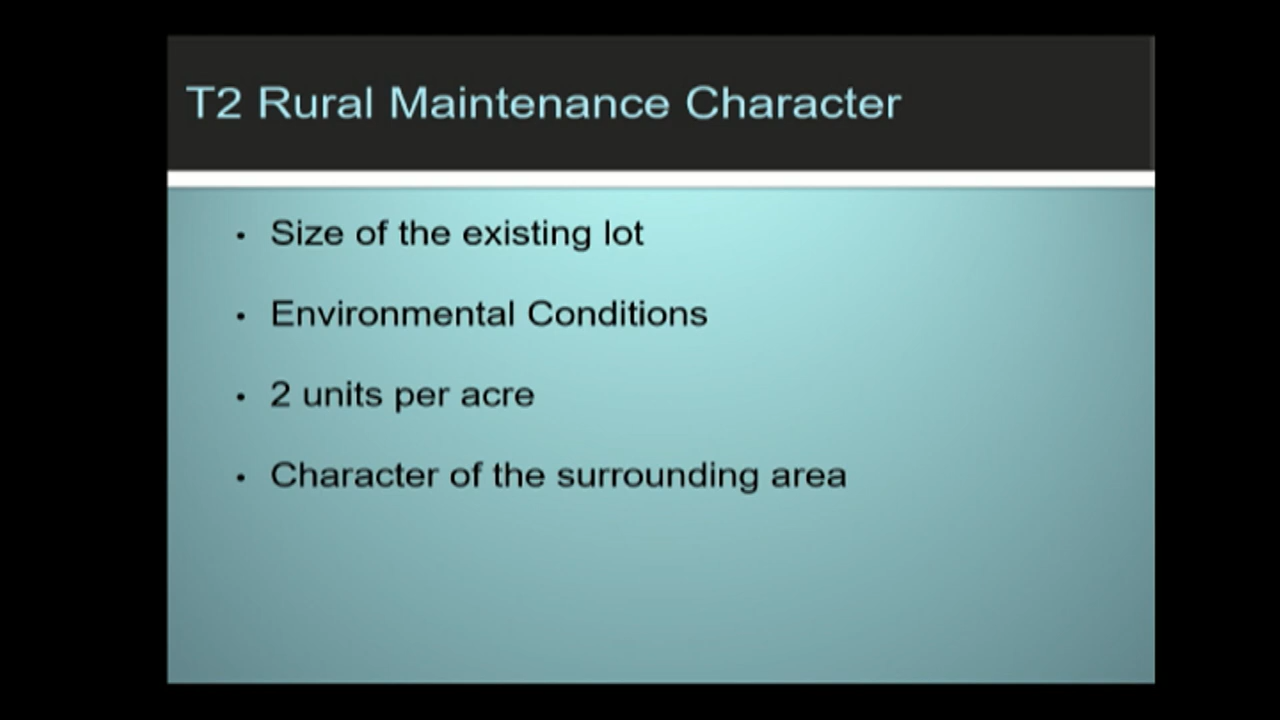 T2 Rural Maintenance Character
• Size of the existing lot
• Environmental Conditions
• 2 units per acre
• Character of the surrounding area